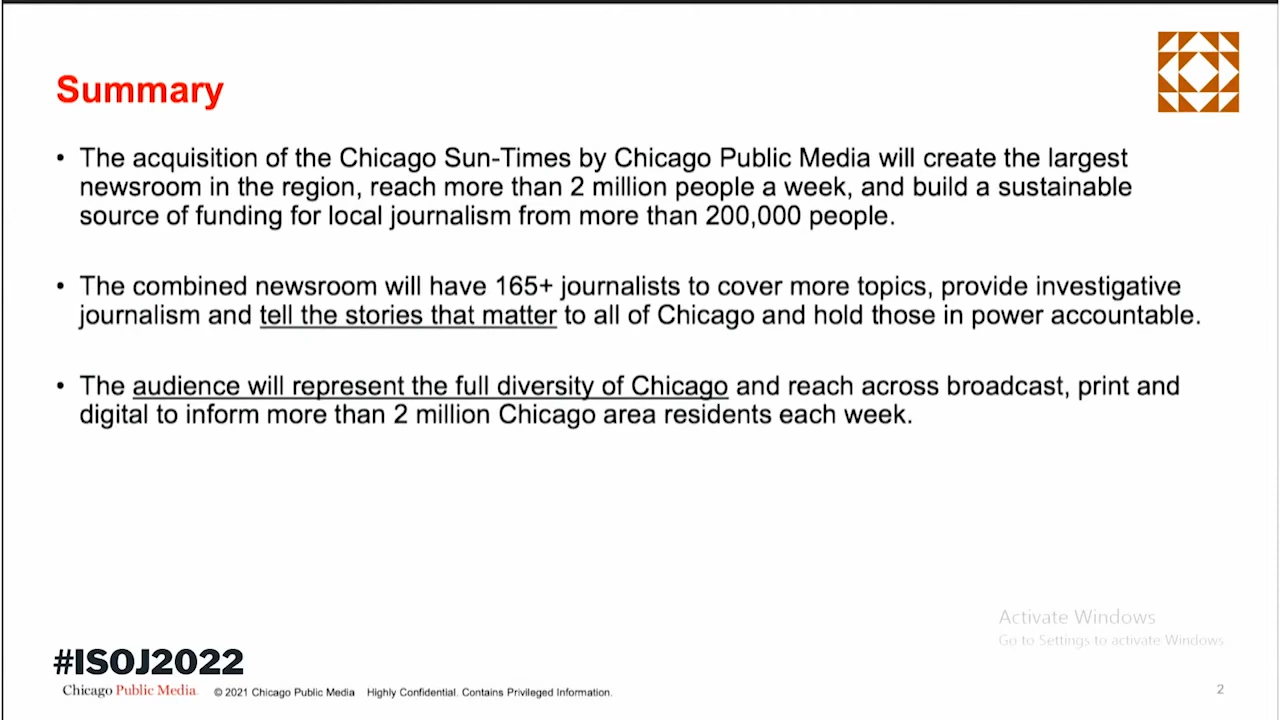 Summary
• The acquisition of the Chicago Sun-Times by Chicago Public Media will create the largest
newsroom in the region, reach more than 2 million people a week, and build a sustainable
source of funding for local journalism from more than 200,000 people.
• The combined newsroom will have 165+ journalists to cover more topics, provide investigative
journalism and tell the stories that matter to all of Chicago and hold those in power accountable.
• The audience will represent the full diversity of Chicago and reach across broadcast, print and
digital to inform more than 2 million Chicago area residents each week.
Activate Windows
Go to Settings to activate Windows
#ISOJ2022
Chicago Public Media. © 2021 Chicago Public Media Highly Confidential. Contains Privileged Information.
2